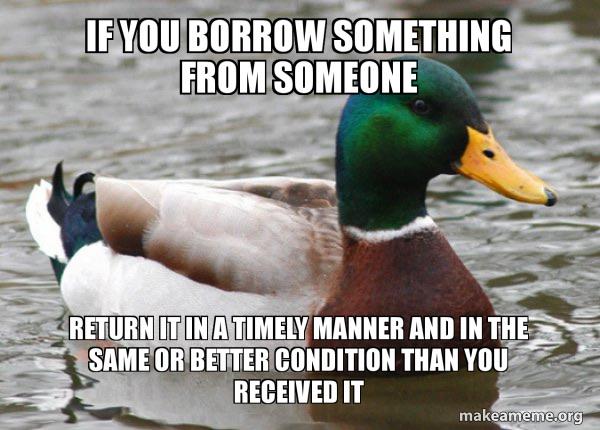 IF YOU BORROW SOMETHING
FROM SOMEONE
RETURN IT IN A TIMELY MANNER AND IN THE
SAME OR BETTER CONDITION THAN YOU
RECEIVED IT
makeameme.org